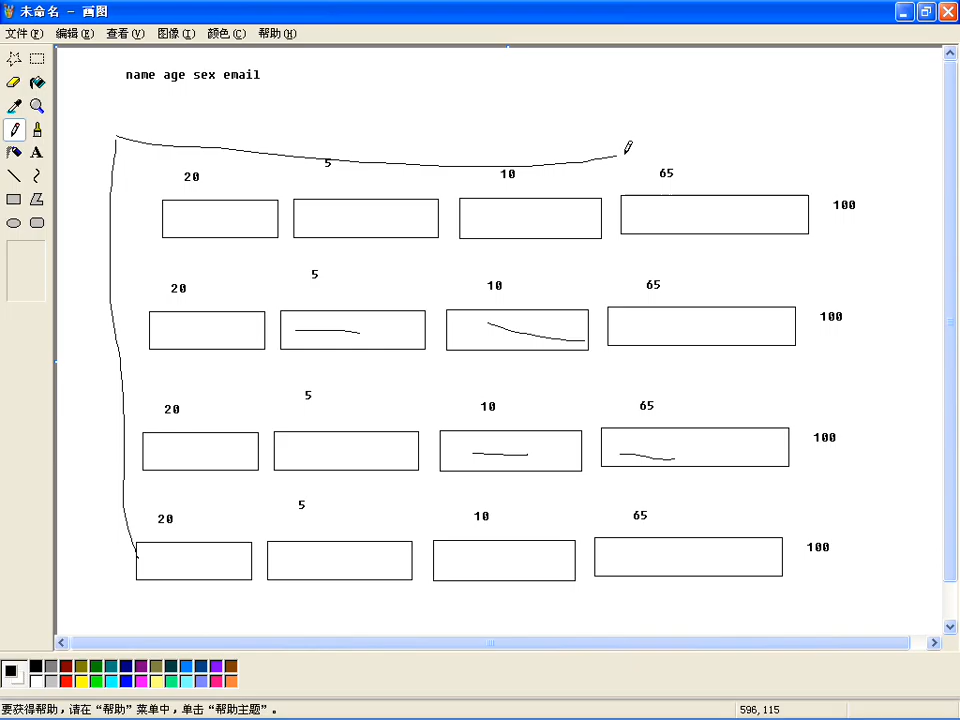 未命名 - 画图
文件(F) 编辑(E) 查看(V) 图像(I) 颜色(C) 帮助(H)
name age sex email
20 5 10 65 100
20 5 10 65 100
20 5 10 65 100
20 5 10 65 100
要获得帮助，请在“帮助”菜单中，单击“帮助主题”。 596,115